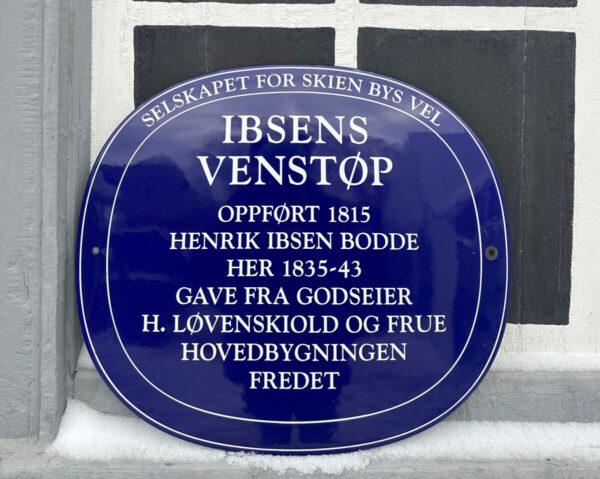 SELSKAPET FOR SKIEN BYS VEL
IBSENS
VENSTØP
OPPFØRT 1815
HENRIK IBSEN BODDE
HER 1835-43
GAVE FRA GODSEIER
H. LØVENSKIOLD OG FRUE
HOVEDBYGNINGEN
FREDET